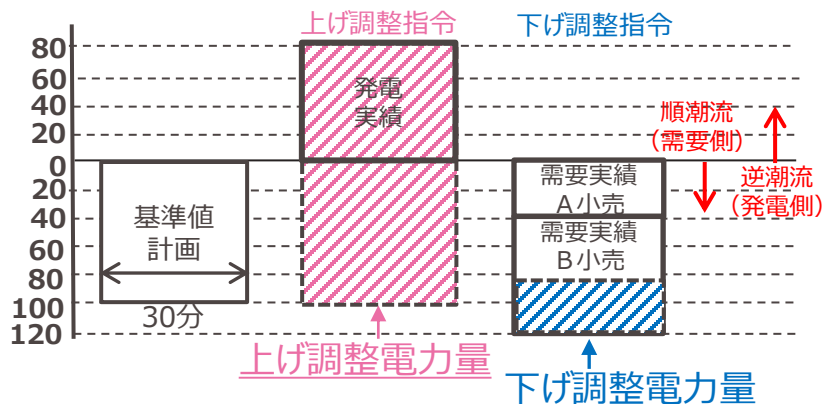 上げ調整指令
下げ調整指令
80
60
40
20
0
20
40
60
80
100
120
発電
実績
順潮流
(需要側)
逆潮流
(発電側)
基準値
計画
30分
需要実績
A小売
需要実績
B小売
上げ調整電力量
下げ調整電力量